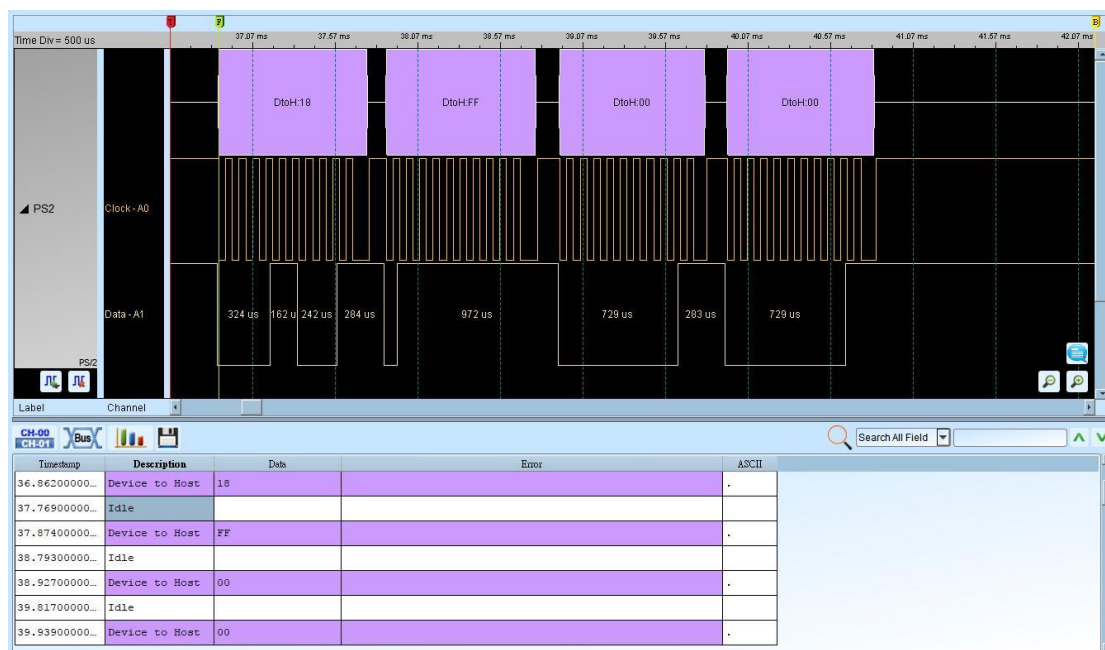 T F B
Time Div = 500 us 37.07 ms 37.57 ms 38.07 ms 38.57 ms 39.07 ms 39.57 ms 40.07 ms 40.57 ms 41.07 ms 41.57 ms 42.07 ms
DtoH:18 DtoH:FF DtoH:00 DtoH:00
PS2 Clock - A0
Data - A1 324 us 162 u 242 us 284 us 972 us 729 us 283 us 729 us
PS/2
Label Channel
CH-00
CH-01 Bus Search All Field
Timestamp Description Data Error ASCII
36.86200000... Device to Host 18 .
37.76900000... Idle
37.87400000... Device to Host FF .
38.79300000... Idle
38.92700000... Device to Host 00 .
39.81700000... Idle
39.93900000... Device to Host 00 .